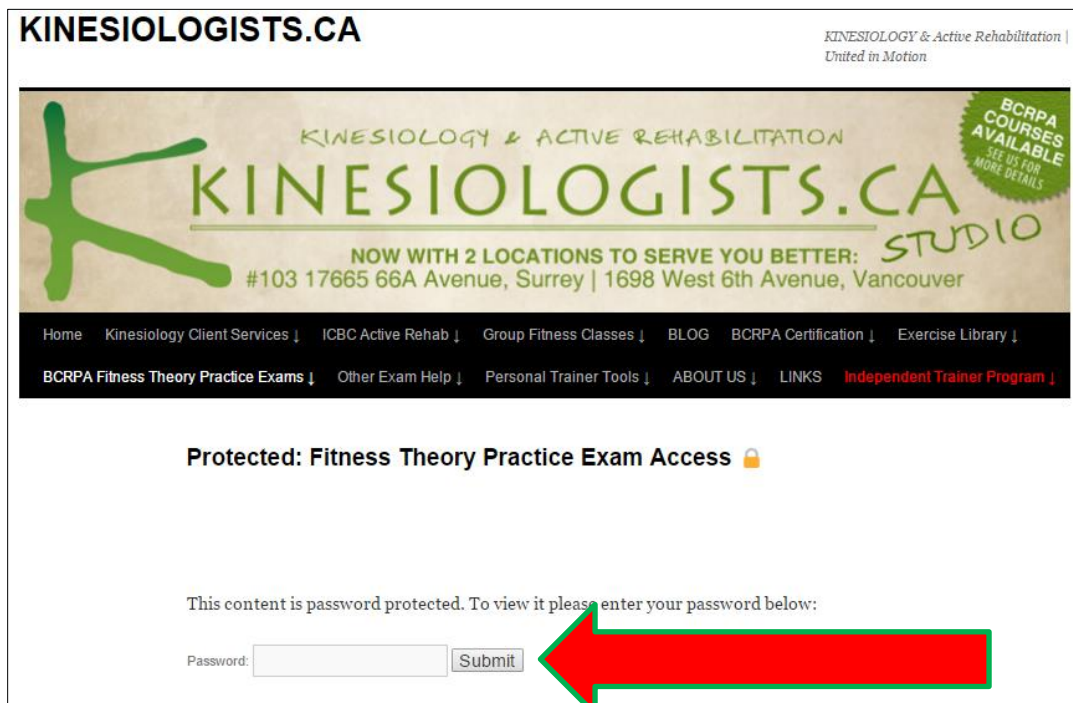 KINESIOLOGISTS.CA
KINESIOLOGY & Active Rehabilitation |
United in Motion
KINESIOLOGY & ACTIVE REHABILITATION
KINESIOLOGISTS.CA
STUDIO
BCRPA
COURSES
AVAILABLE
SEE US FOR
MORE DETAILS
NOW WITH 2 LOCATIONS TO SERVE YOU BETTER:
#103 17665 66A Avenue, Surrey | 1698 West 6th Avenue, Vancouver
Home Kinesiology Client Services ↓ ICBC Active Rehab ↓ Group Fitness Classes ↓ BLOG BCRPA Certification ↓ Exercise Library ↓
BCRPA Fitness Theory Practice Exams ↓ Other Exam Help ↓ Personal Trainer Tools ↓ ABOUT US ↓ LINKS Independent Trainer Program ↓
Protected: Fitness Theory Practice Exam Access
This content is password protected. To view it please enter your password below:
Password: Submit